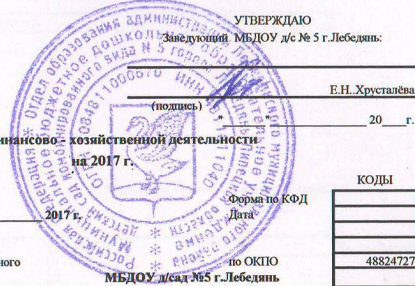 УТВЕРЖДАЮ
Заведующий МБДОУ д/с № 5 г.Лебедянь:
Е.Н..Хрусталёва
(подпись)
" " 20 г.
инансово - хозяйственной деятельности
на 2017 г.
КОДЫ
Форма по КФД
2017г.
Дата
ного
по ОКПО
48824727
МБДОУ д/сад №5 г.Лебедянь